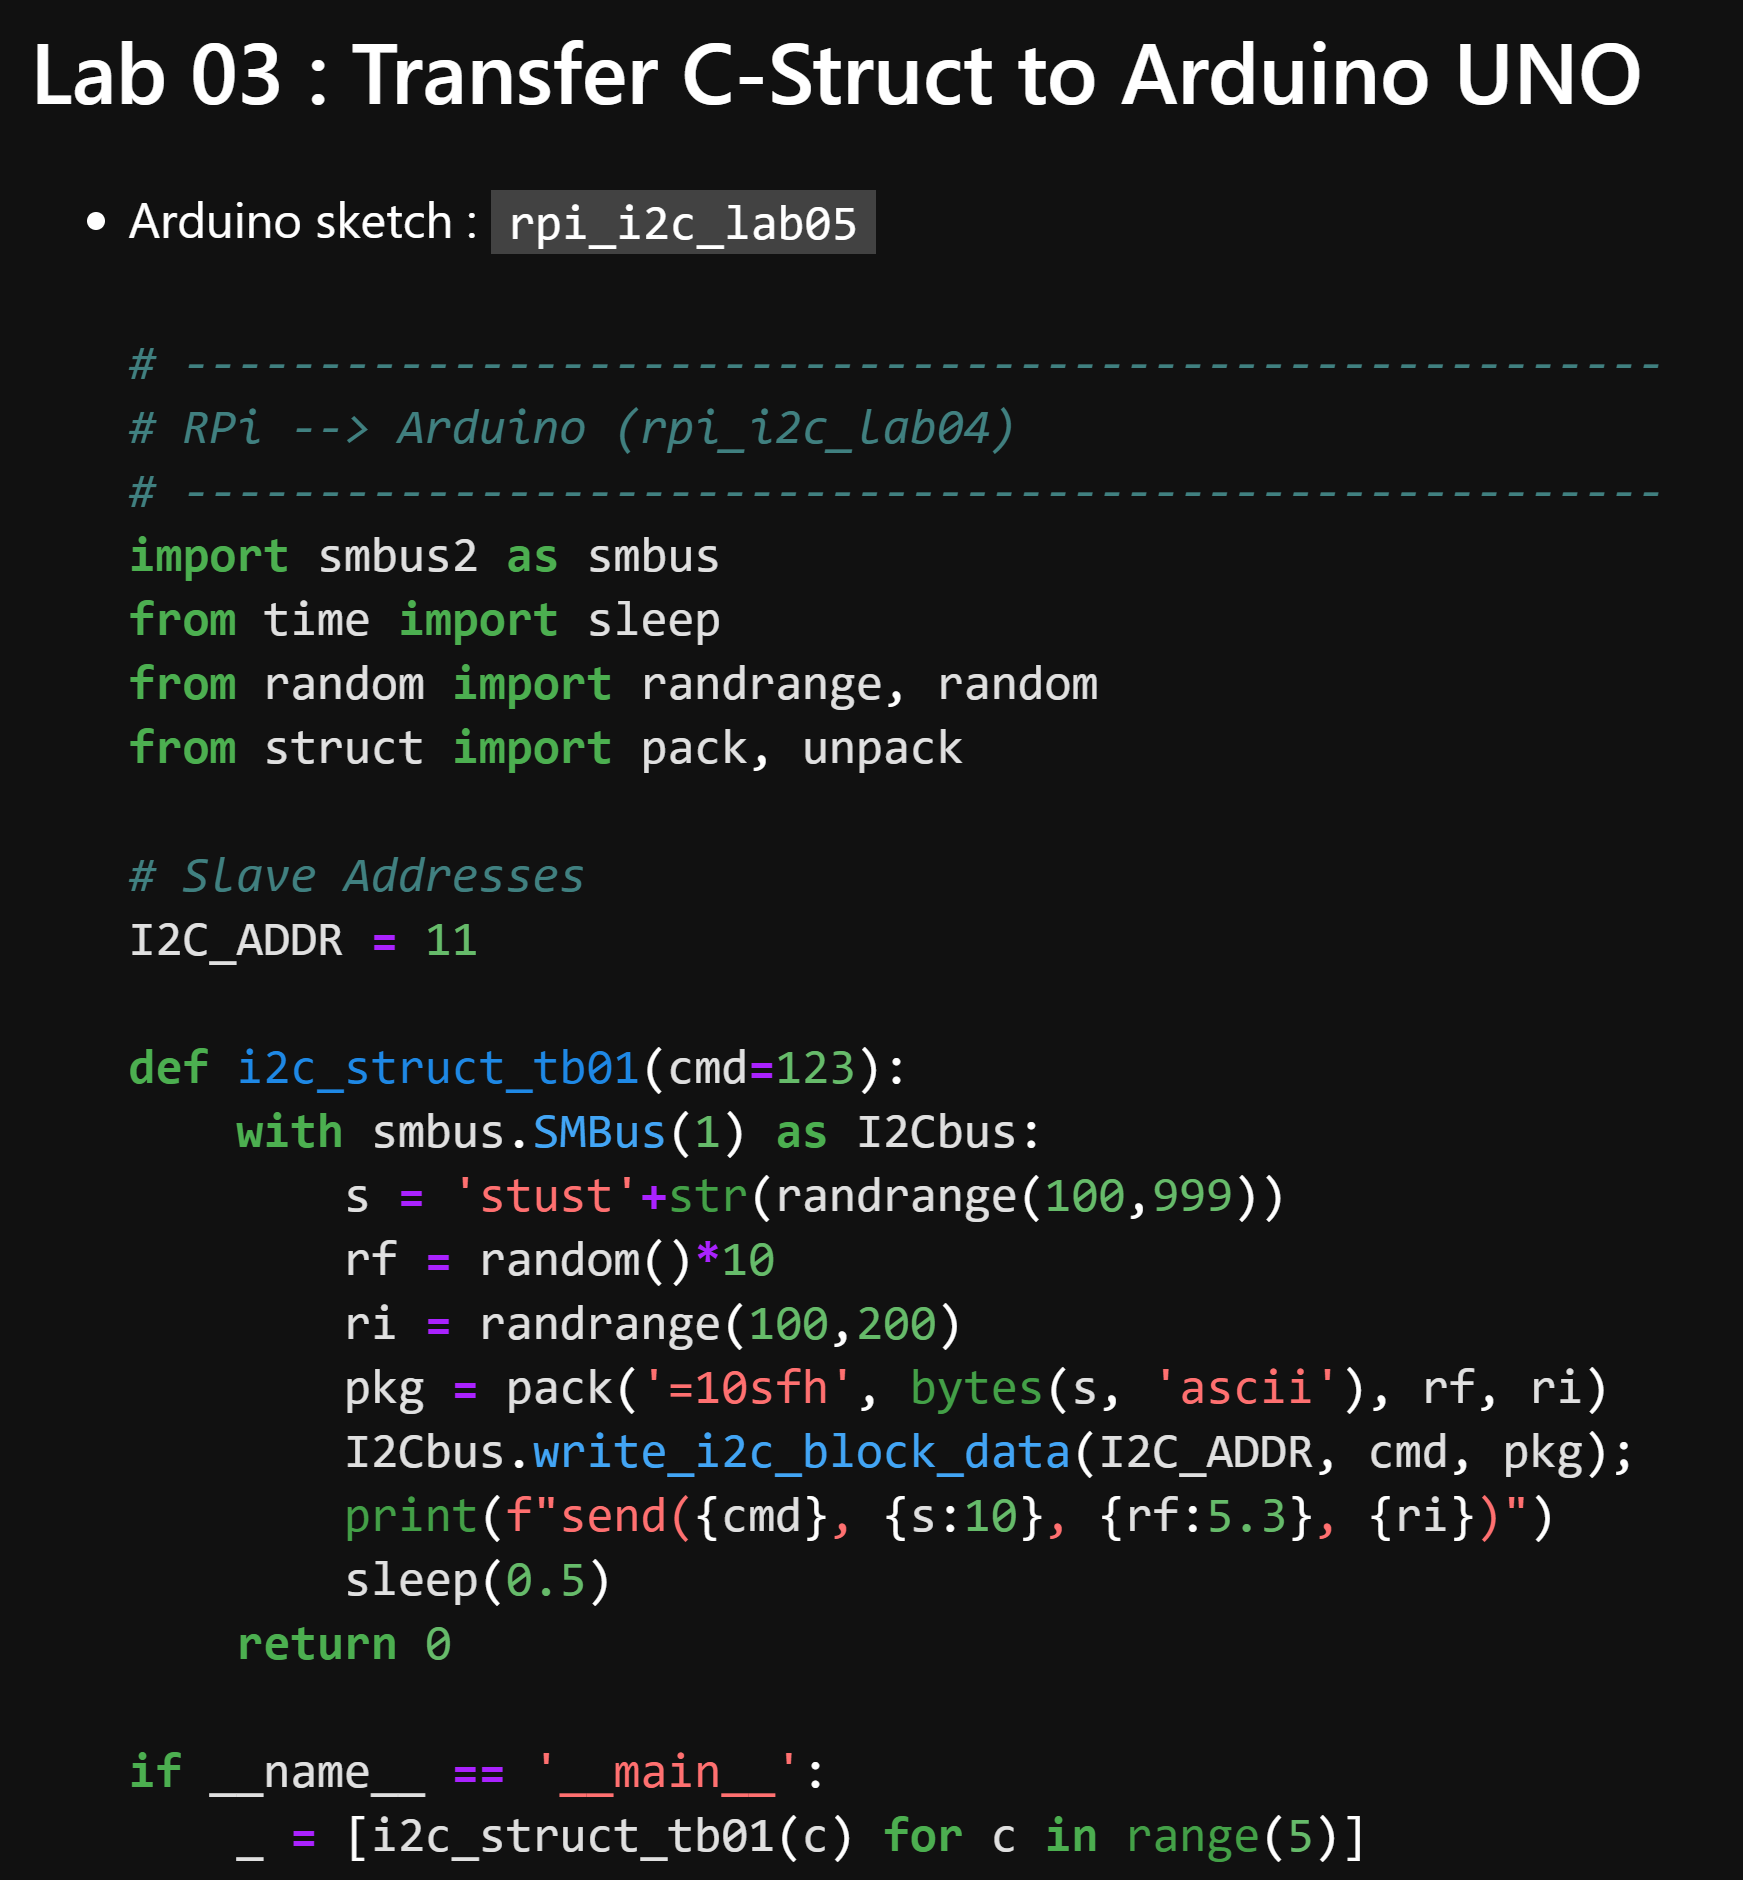 Lab 03 : Transfer C-Struct to Arduino UNO
• Arduino sketch : rpi_i2c_lab05
# -------------------------------------------------------
# RPi --> Arduino (rpi_i2c_lab04)
# -------------------------------------------------------
import smbus2 as smbus
from time import sleep
from random import randrange, random
from struct import pack, unpack

# Slave Addresses
I2C_ADDR = 11

def i2c_struct_tb01(cmd=123):
    with smbus.SMBus(1) as I2Cbus:
        s = 'stust'+str(randrange(100,999))
        rf = random()*10
        ri = randrange(100,200)
        pkg = pack('=10sfh', bytes(s, 'ascii'), rf, ri)
        I2Cbus.write_i2c_block_data(I2C_ADDR, cmd, pkg);
        print(f"send({cmd}, {s:10}, {rf:5.3}, {ri})")
        sleep(0.5)
    return 0

if __name__ == '__main__':
    _ = [i2c_struct_tb01(c) for c in range(5)]